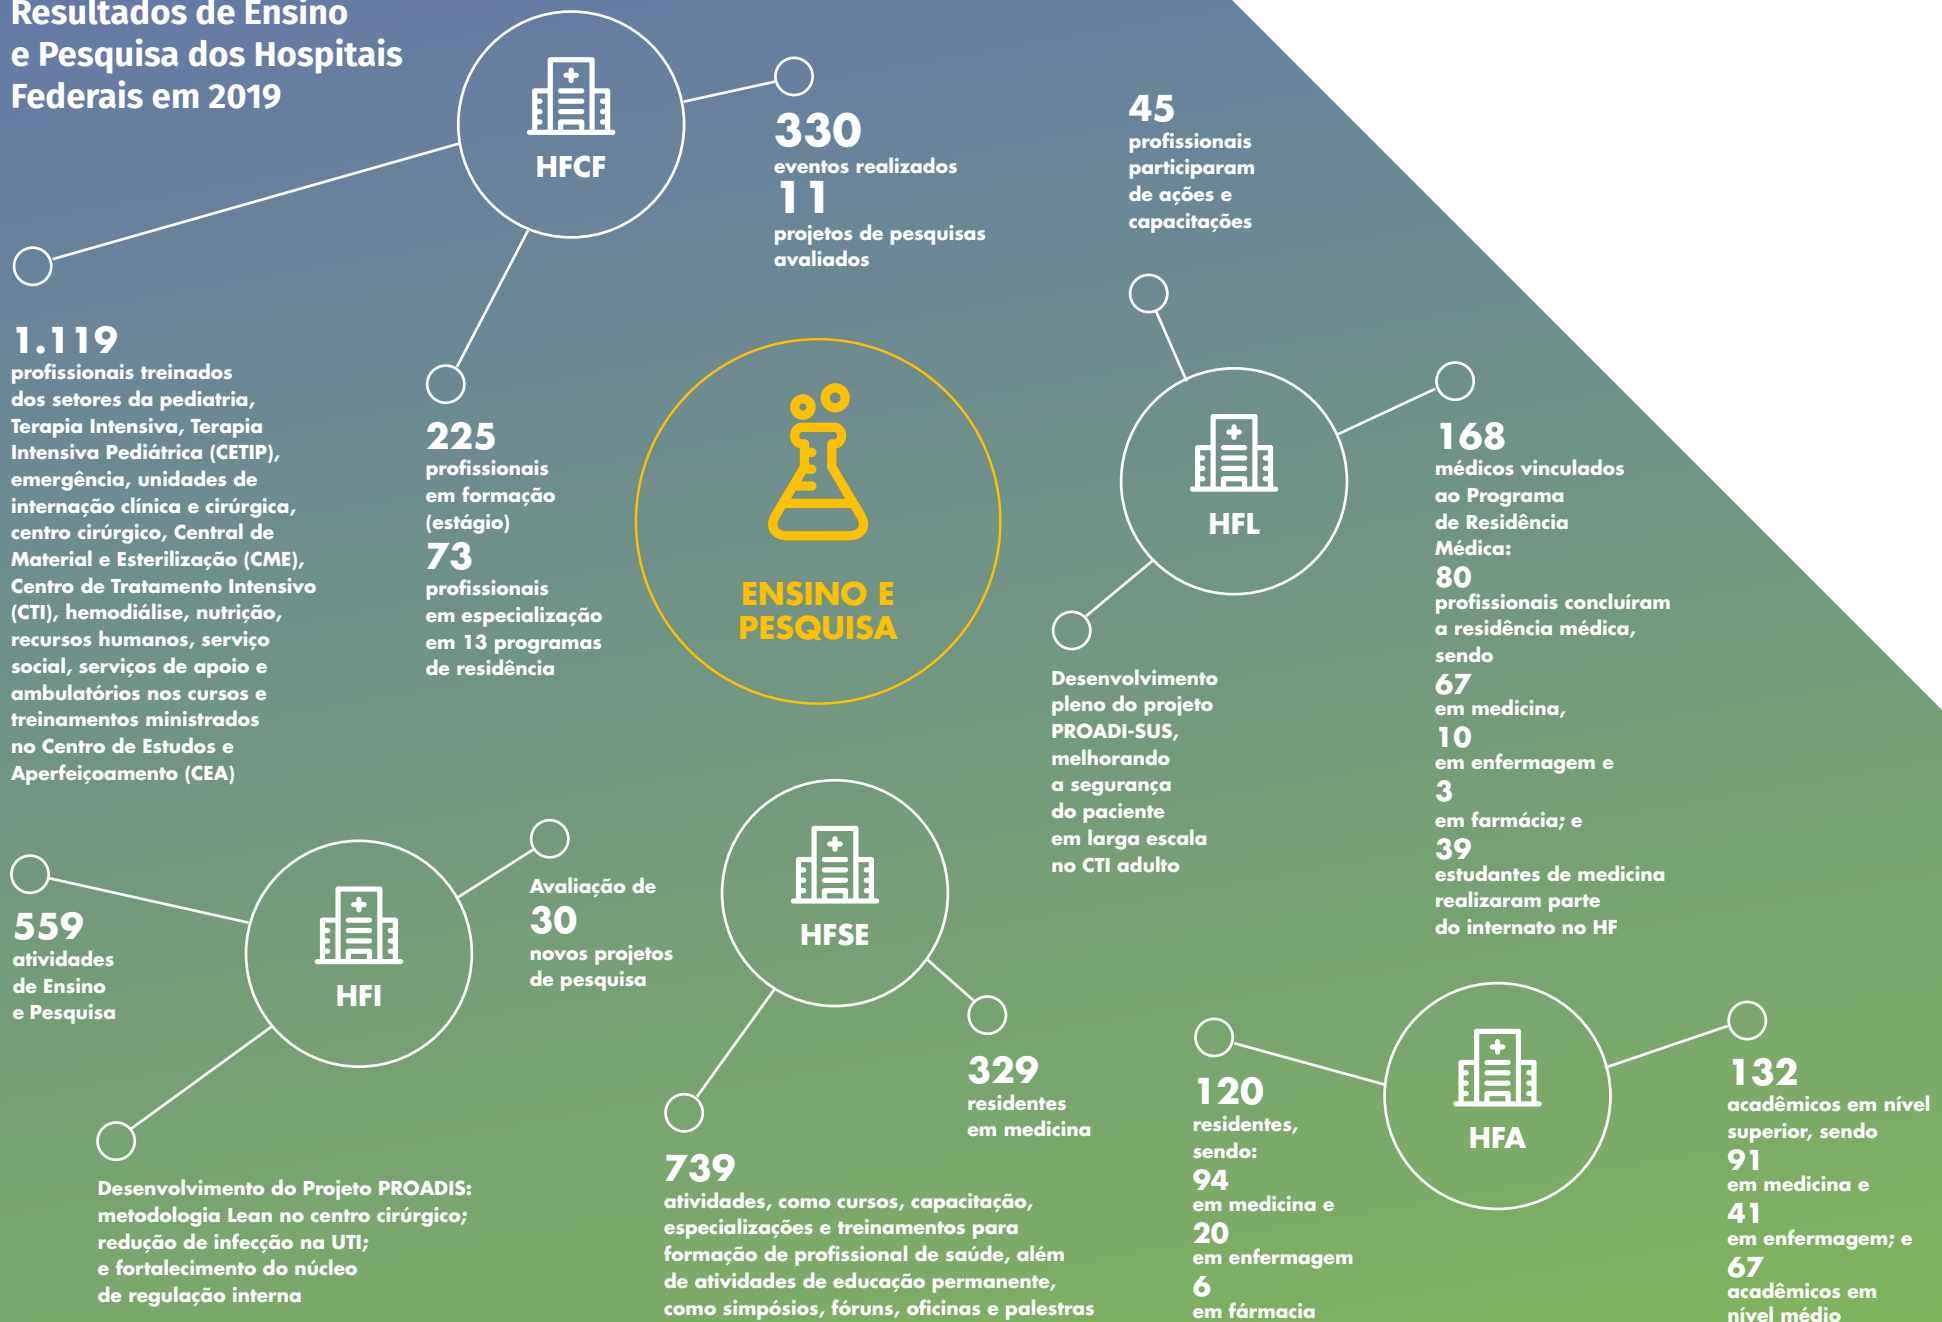 Resultados de Ensino
e Pesquisa dos Hospitais
Federais em 2019
HFCF
330
eventos realizados
11
projetos de pesquisas
avaliados
1.119
profissionais treinados
dos setores da pediatria,
Terapia Intensiva, Terapia
Intensiva Pediátrica (CETIP),
emergência, unidades de
internação clínica e cirúrgica,
centro cirúrgico, Central de
Material e Esterilização (CME),
Centro de Tratamento Intensivo
(CTI), hemodiálise, nutrição,
recursos humanos, serviço
social, serviços de apoio e
ambulatórios nos cursos e
treinamentos ministrados
no Centro de Estudos e
Aperfeiçoamento (CEA)
225
profissionais
em formação
(estágio)
73
profissionais
em especialização
em 13 programas
de residência
ENSINO E
PESQUISA
45
profissionais
participaram
de ações e
capacitações
HFL
168
médicos vinculados
ao Programa
de Residência
Médica:
80
profissionais concluíram
a residência médica,
sendo
67
em medicina,
10
em enfermagem e
3
em farmácia; e
39
estudantes de medicina
realizaram parte
do internato no HF
Desenvolvimento
pleno do projeto
PROADI-SUS,
melhorando
a segurança
do paciente
em larga escala
no CTI adulto
559
atividades
de Ensino
e Pesquisa
HFI
Avaliação de
30
novos projetos
de pesquisa
Desenvolvimento do Projeto PROADIS:
metodologia Lean no centro cirúrgico;
redução de infecção na UTI;
e fortalecimento do núcleo
de regulação interna
HFSE
329
residentes
em medicina
739
atividades, como cursos, capacitação,
especializações e treinamentos para
formação de profissional de saúde, além
de atividades de educação permanente,
como simpósios, fóruns, oficinas e palestras
HFA
120
residentes,
sendo:
94
em medicina e
20
em enfermagem
6
em fármacia
132
acadêmicos em nível
superior, sendo
91
em medicina e
41
em enfermagem; e
67
acadêmicos em
nível médio